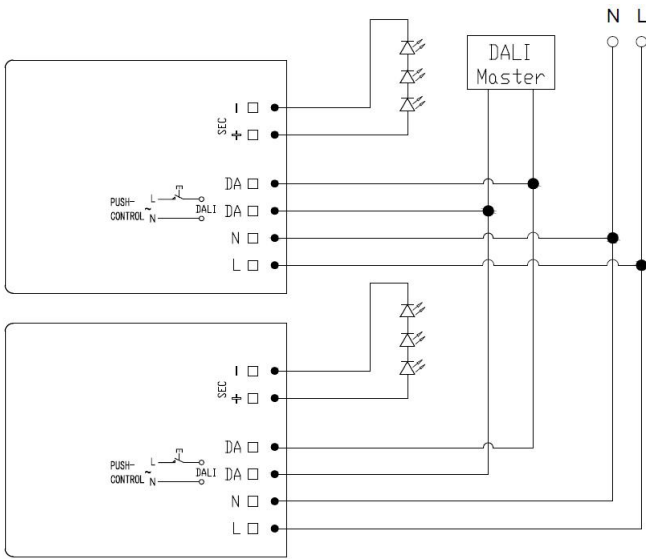 N L
DALI
Master
−
SEC
+
DA
PUSH-
CONTROL
~
L
N
DALI
DA
N
L
−
SEC
+
DA
PUSH-
CONTROL
~
L
N
DALI
DA
N
L